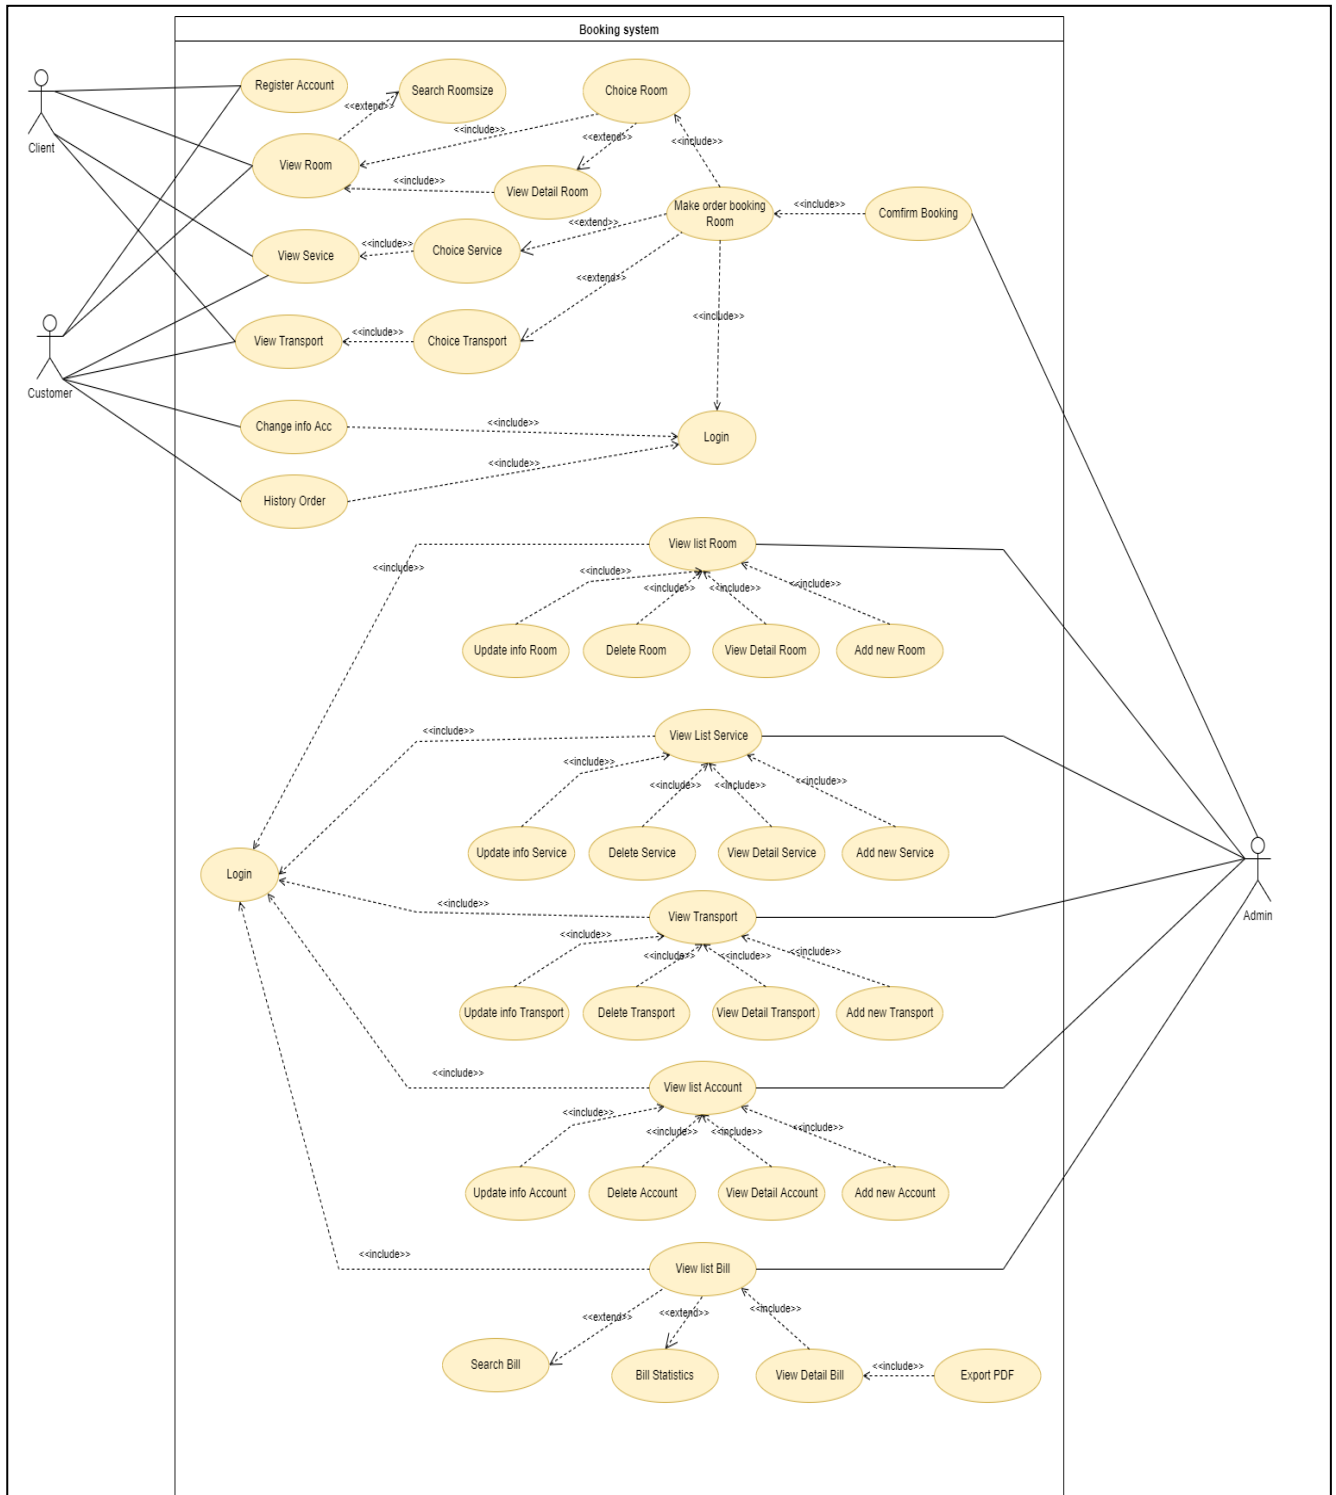 Booking system
Register Account
Search Roomsize
Choice Room
<<extend>>
<<include>>
<<extend>>
<<include>>
Client
View Room
<<include>>
View Detail Room
Make order booking
Room
<<include>>
Comfirm Booking
<<extend>>
View Sevice
<<include>>
Choice Service
<<extend>>
<<include>>
View Transport
<<include>>
Choice Transport
Customer
Change info Acc
<<include>>
Login
<<include>>
History Order
View list Room
<<include>>
<<include>>
<<include>>
<<include>>
<<include>>
Update info Room
Delete Room
View Detail Room
Add new Room
<<include>>
View List Service
<<include>>
<<include>>
<<include>>
<<include>>
Update info Service
Delete Service
View Detail Service
Add new Service
Login
<<include>>
View Transport
Admin
<<include>>
<<include>>
<<include>>
<<include>>
Update info Transport
Delete Transport
View Detail Transport
Add new Transport
<<include>>
View list Account
<<include>>
<<include>>
<<include>>
<<include>>
Update info Account
Delete Account
View Detail Account
Add new Account
<<include>>
View list Bill
<<extend>>
<<extend>>
<<include>>
Search Bill
Bill Statistics
View Detail Bill
<<include>>
Export PDF